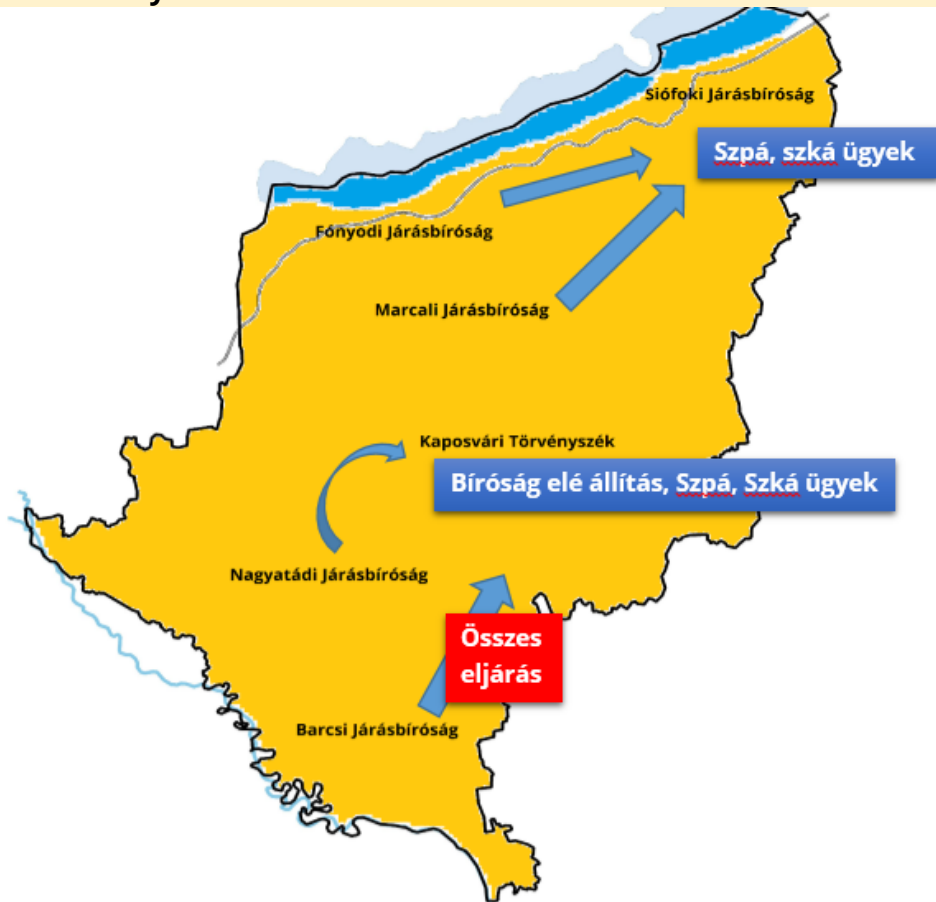 Siófoki Járásbíróság
Szpá, szká ügyek
Fonyodi Járásbíróság
Marcali Járásbíróság
Kaposvári Törvényszék
Bíróság elé állítás, Szpá, Szká ügyek
Nagyatádi Járásbíróság
Összes
eljárás
Barcsi Járásbíróság